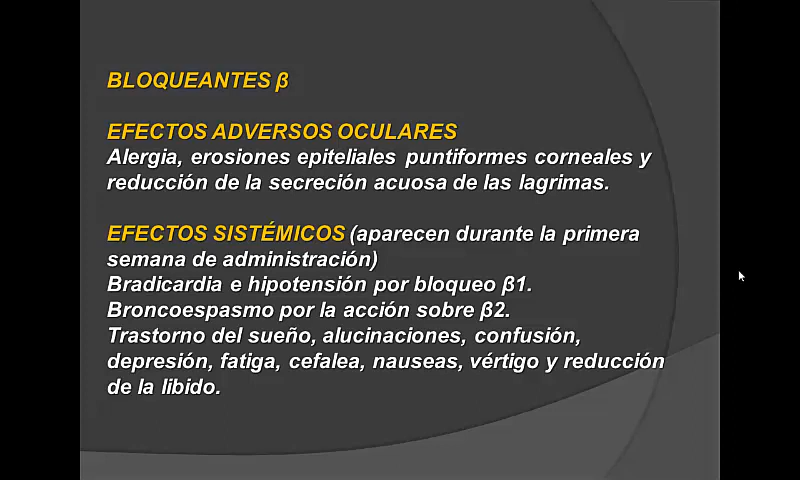 BLOQUEANTES β
EFECTOS ADVERSOS OCULARES
Alergia, erosiones epiteliales puntiformes corneales y
reducción de la secreción acuosa de las lagrimas.
EFECTOS SISTÉMICOS (aparecen durante la primera
semana de administración)
Bradicardia e hipotensión por bloqueo β1.
Broncoespasmo por la acción sobre β2.
Trastorno del sueño, alucinaciones, confusión,
depresión, fatiga, cefalea, nauseas, vértigo y reducción
de la libido.